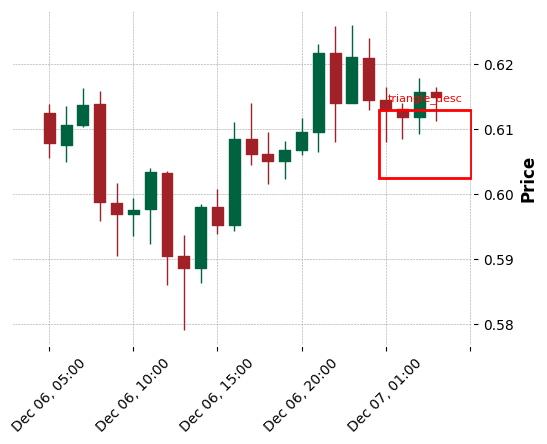 0.62
triangle_desc
0.61
0.60
0.59
0.58
Price
Dec 06, 05:00
Dec 06, 10:00
Dec 06, 15:00
Dec 06, 20:00
Dec 07, 01:00